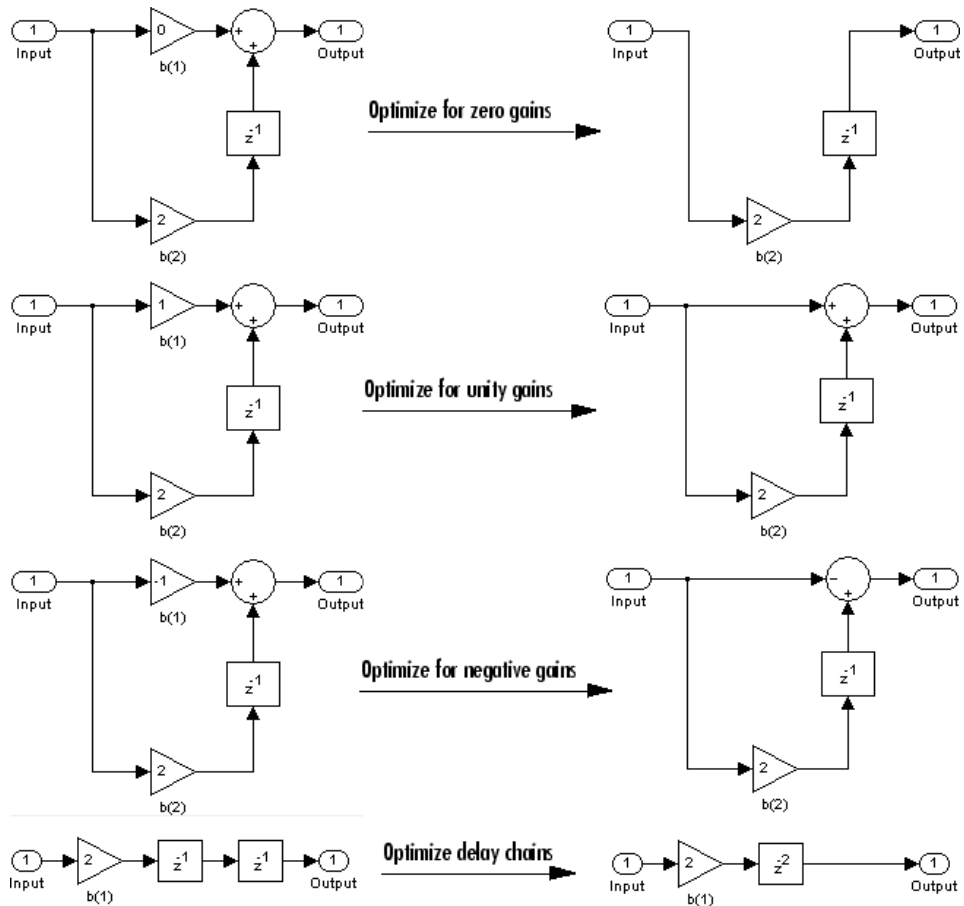 1 0 + 1
Input b(1) + Output
z-1
2
b(2)
Optimize for zero gains
1 1
Input Output
z-1
2
b(2)
1 1 + 1
Input b(1) + Output
z-1
2
b(2)
Optimize for unity gains
1 + 1
Input + Output
z-1
2
b(2)
1 -1 + 1
Input b(1) + Output
z-1
2
b(2)
Optimize for negative gains
1 − 1
Input + Output
z-1
2
b(2)
1 2 z-1 z-1 1
Input b(1) Output
Optimize delay chains
1 2 z-2 1
Input b(1) Output